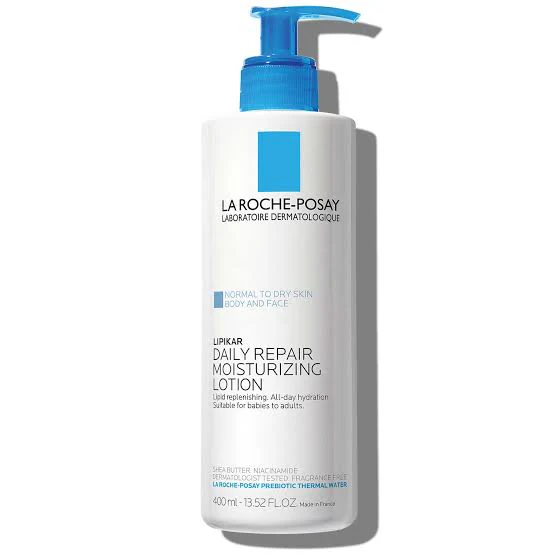 LA ROCHE-POSAY
LABORATOIRE DERMATOLOGIQUE
NORMAL TO DRY SKIN
BODY AND FACE
LIPIKAR
DAILY REPAIR
MOISTURIZING
LOTION
Lipid replenishing. All-day hydration
Suitable for babies to adults.
SHEA BUTTER. NIACINAMIDE
DERMATOLOGIST TESTED. FRAGRANCE FREE
LA ROCHE-POSAY PREBIOTIC THERMAL WATER
400 ml - 13.52 FL.OZ. Made in France